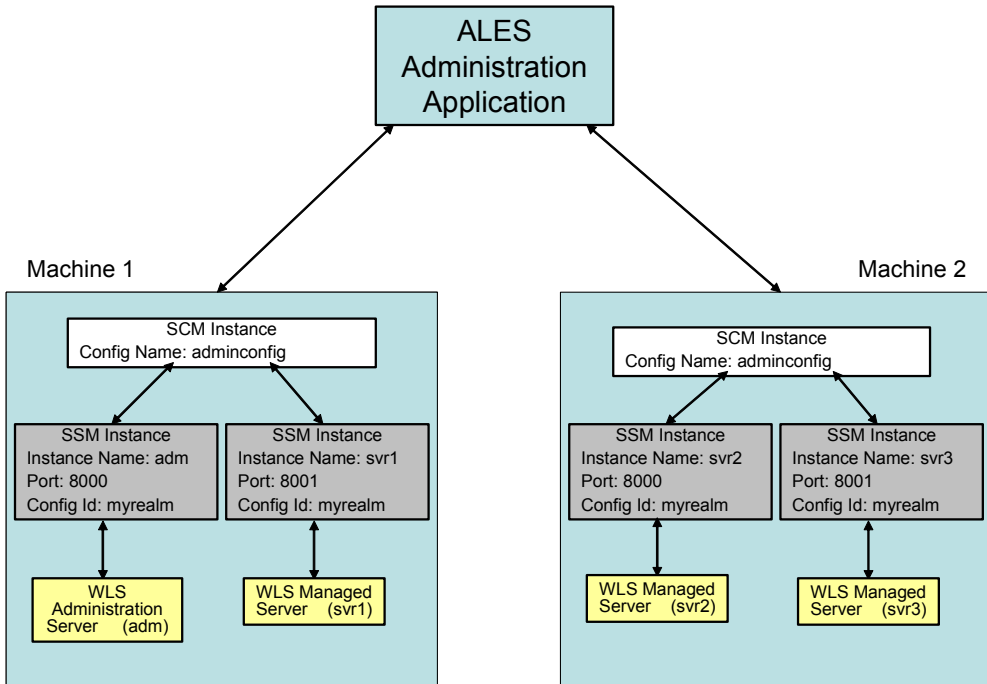 ALES
Administration
Application
Machine 1
Machine 2
SCM Instance
Config Name: adminconfig
SCM Instance
Config Name: adminconfig
SSM Instance
Instance Name: adm
Port: 8000
Config Id: myrealm
SSM Instance
Instance Name: svr1
Port: 8001
Config Id: myrealm
SSM Instance
Instance Name: svr2
Port: 8000
Config Id: myrealm
SSM Instance
Instance Name: svr3
Port: 8001
Config Id: myrealm
WLS
Administration
Server (adm)
WLS Managed
Server (svr1)
WLS Managed
Server (svr2)
WLS Managed
Server (svr3)